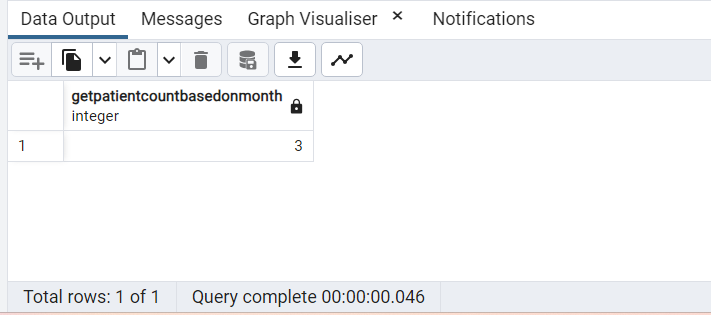 Data Output Messages Graph Visualiser × Notifications
getpatientcountbasedonmonth
integer
1 3
Total rows: 1 of 1 Query complete 00:00:00.046